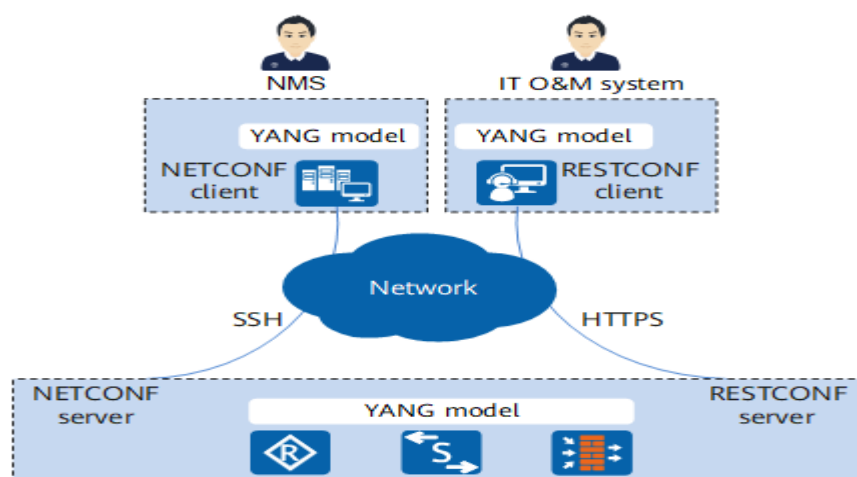 NMS
IT O&M system
YANG model
YANG model
NETCONF
client
RESTCONF
client
Network
SSH
HTTPS
NETCONF
server
YANG model
RESTCONF
server
R
S